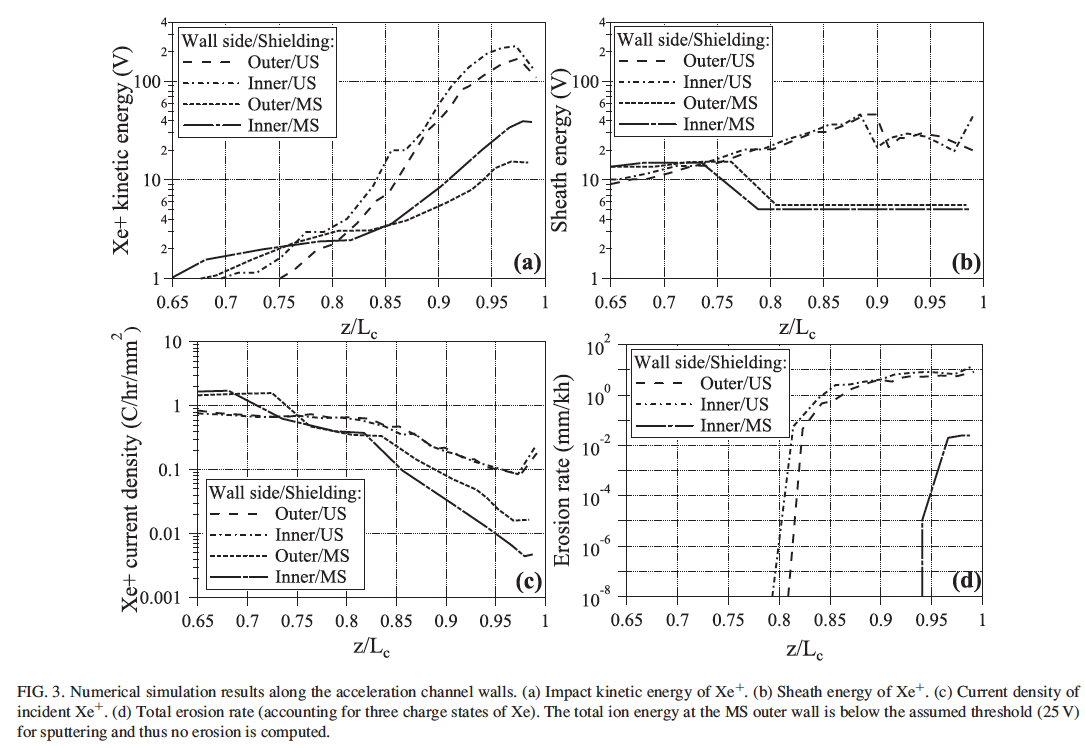 Xe+ kinetic energy (V)
4
2
100
6
4
2
10
6
4
2
1
Wall side/Shielding:
Outer/US
Inner/US
Outer/MS
Inner/MS
(a)
0.65 0.7 0.75 0.8 0.85 0.9 0.95 1
z/Lc
Sheath energy (V)
4
2
100
6
4
2
10
6
4
2
1
Wall side/Shielding:
Outer/US
Inner/US
Outer/MS
Inner/MS
(b)
0.65 0.7 0.75 0.8 0.85 0.9 0.95 1
z/Lc
Xe+ current density (C/hr/mm²)
10
1
0.1
0.01
0.001
Wall side/Shielding:
Outer/US
Inner/US
Outer/MS
Inner/MS
(c)
0.65 0.7 0.75 0.8 0.85 0.9 0.95 1
z/Lc
Erosion rate (mm/kh)
10²
10⁰
10⁻²
10⁻⁴
10⁻⁶
10⁻⁸
Wall side/Shielding:
Outer/US
Inner/US
Inner/MS
(d)
0.65 0.7 0.75 0.8 0.85 0.9 0.95 1
z/Lc
FIG. 3. Numerical simulation results along the acceleration channel walls. (a) Impact kinetic energy of Xe⁺. (b) Sheath energy of Xe⁺. (c) Current density of
incident Xe⁺. (d) Total erosion rate (accounting for three charge states of Xe). The total ion energy at the MS outer wall is below the assumed threshold (25 V)
for sputtering and thus no erosion is computed.